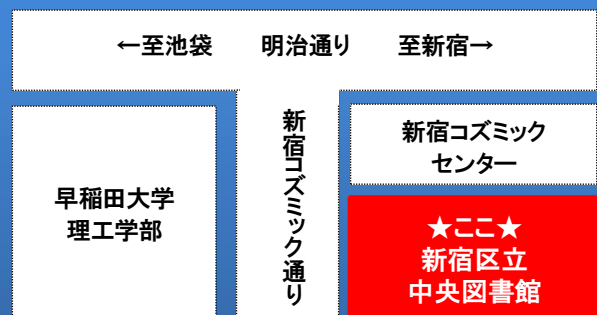 ←至池袋　明治通り　至新宿→
早稲田大学
理工学部
新宿コズミック通り
新宿コズミック
センター
★ここ★
新宿区立
中央図書館